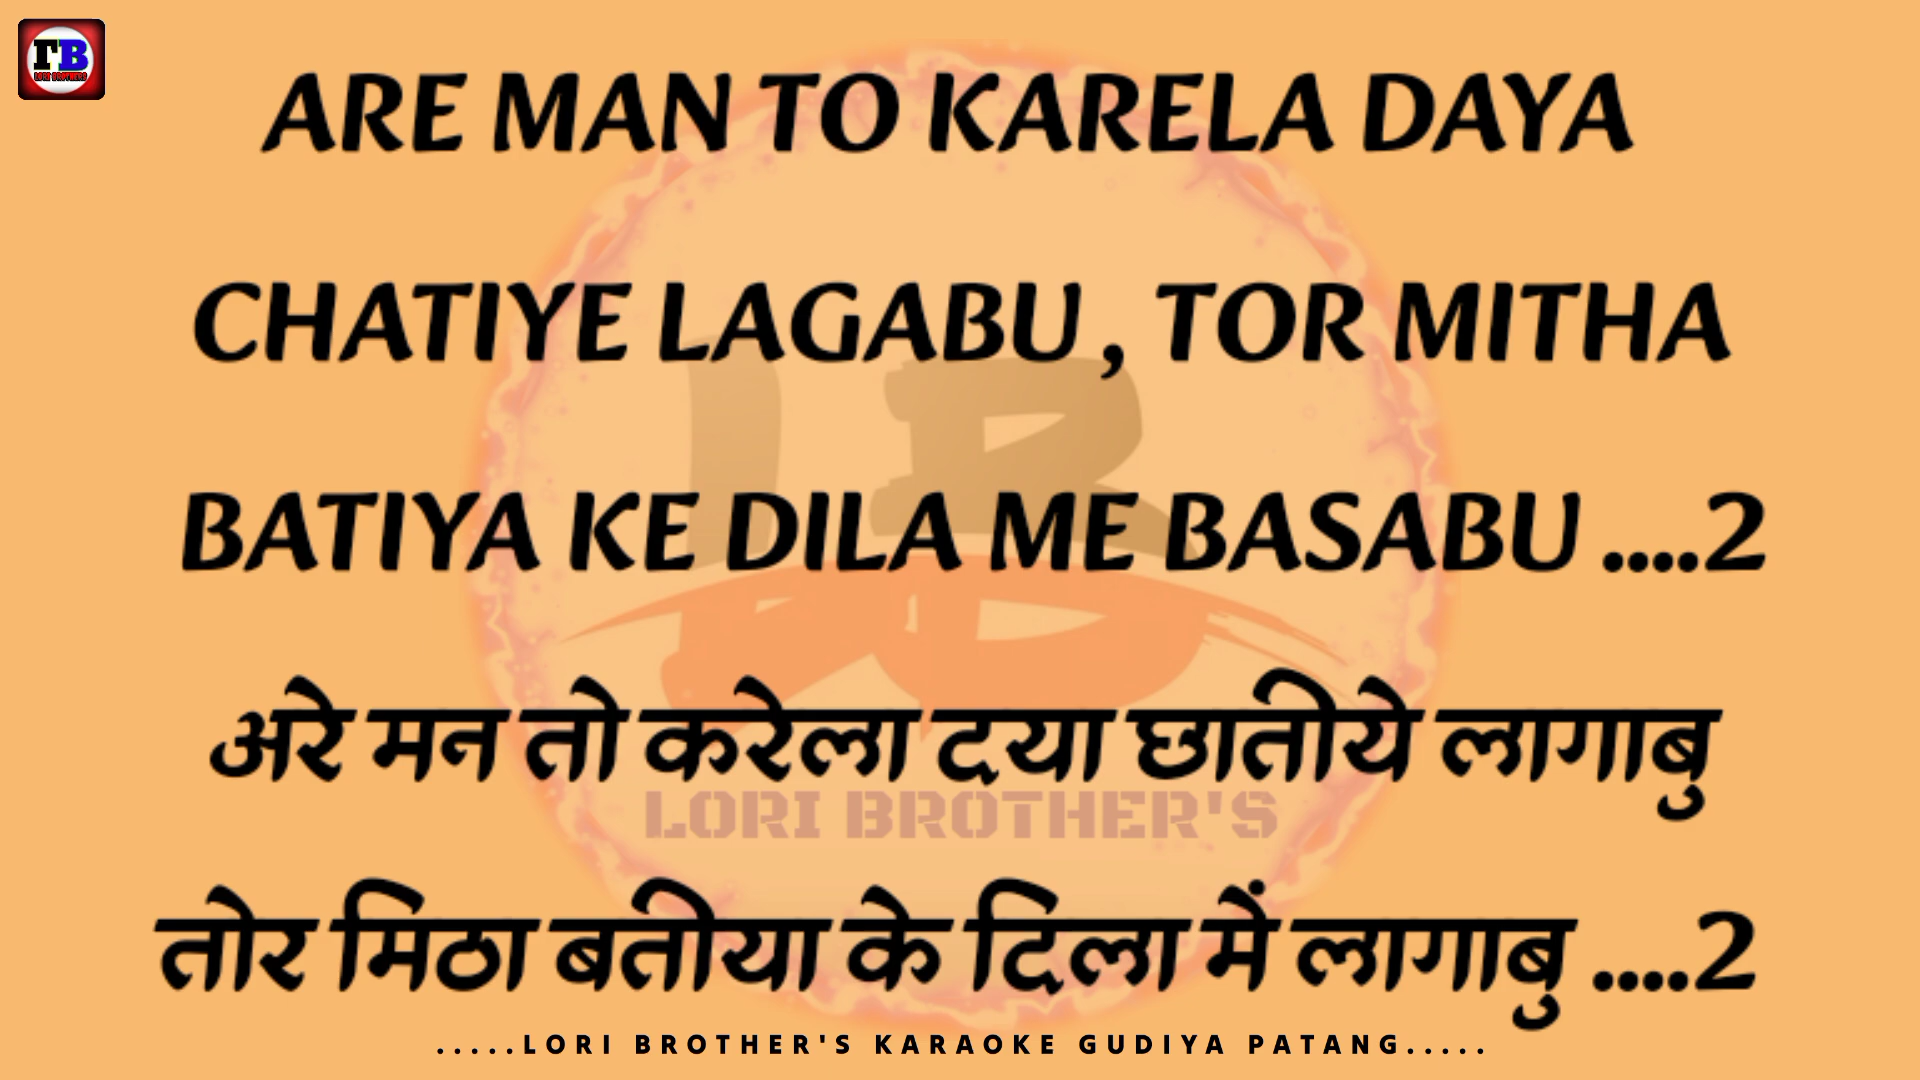 ARE MAN TO KARELA DAYA
CHATIYE LAGABU , TOR MITHA
BATIYA KE DILA ME BASABU ....2
अरे मन तो करेला दया छातीये लागाबु
LORI BROTHER'S
तोर मिठा बतीया के दिला में लागाबु ....2
.....LORI BROTHER'S KARAOKE GUDIYA PATANG.....